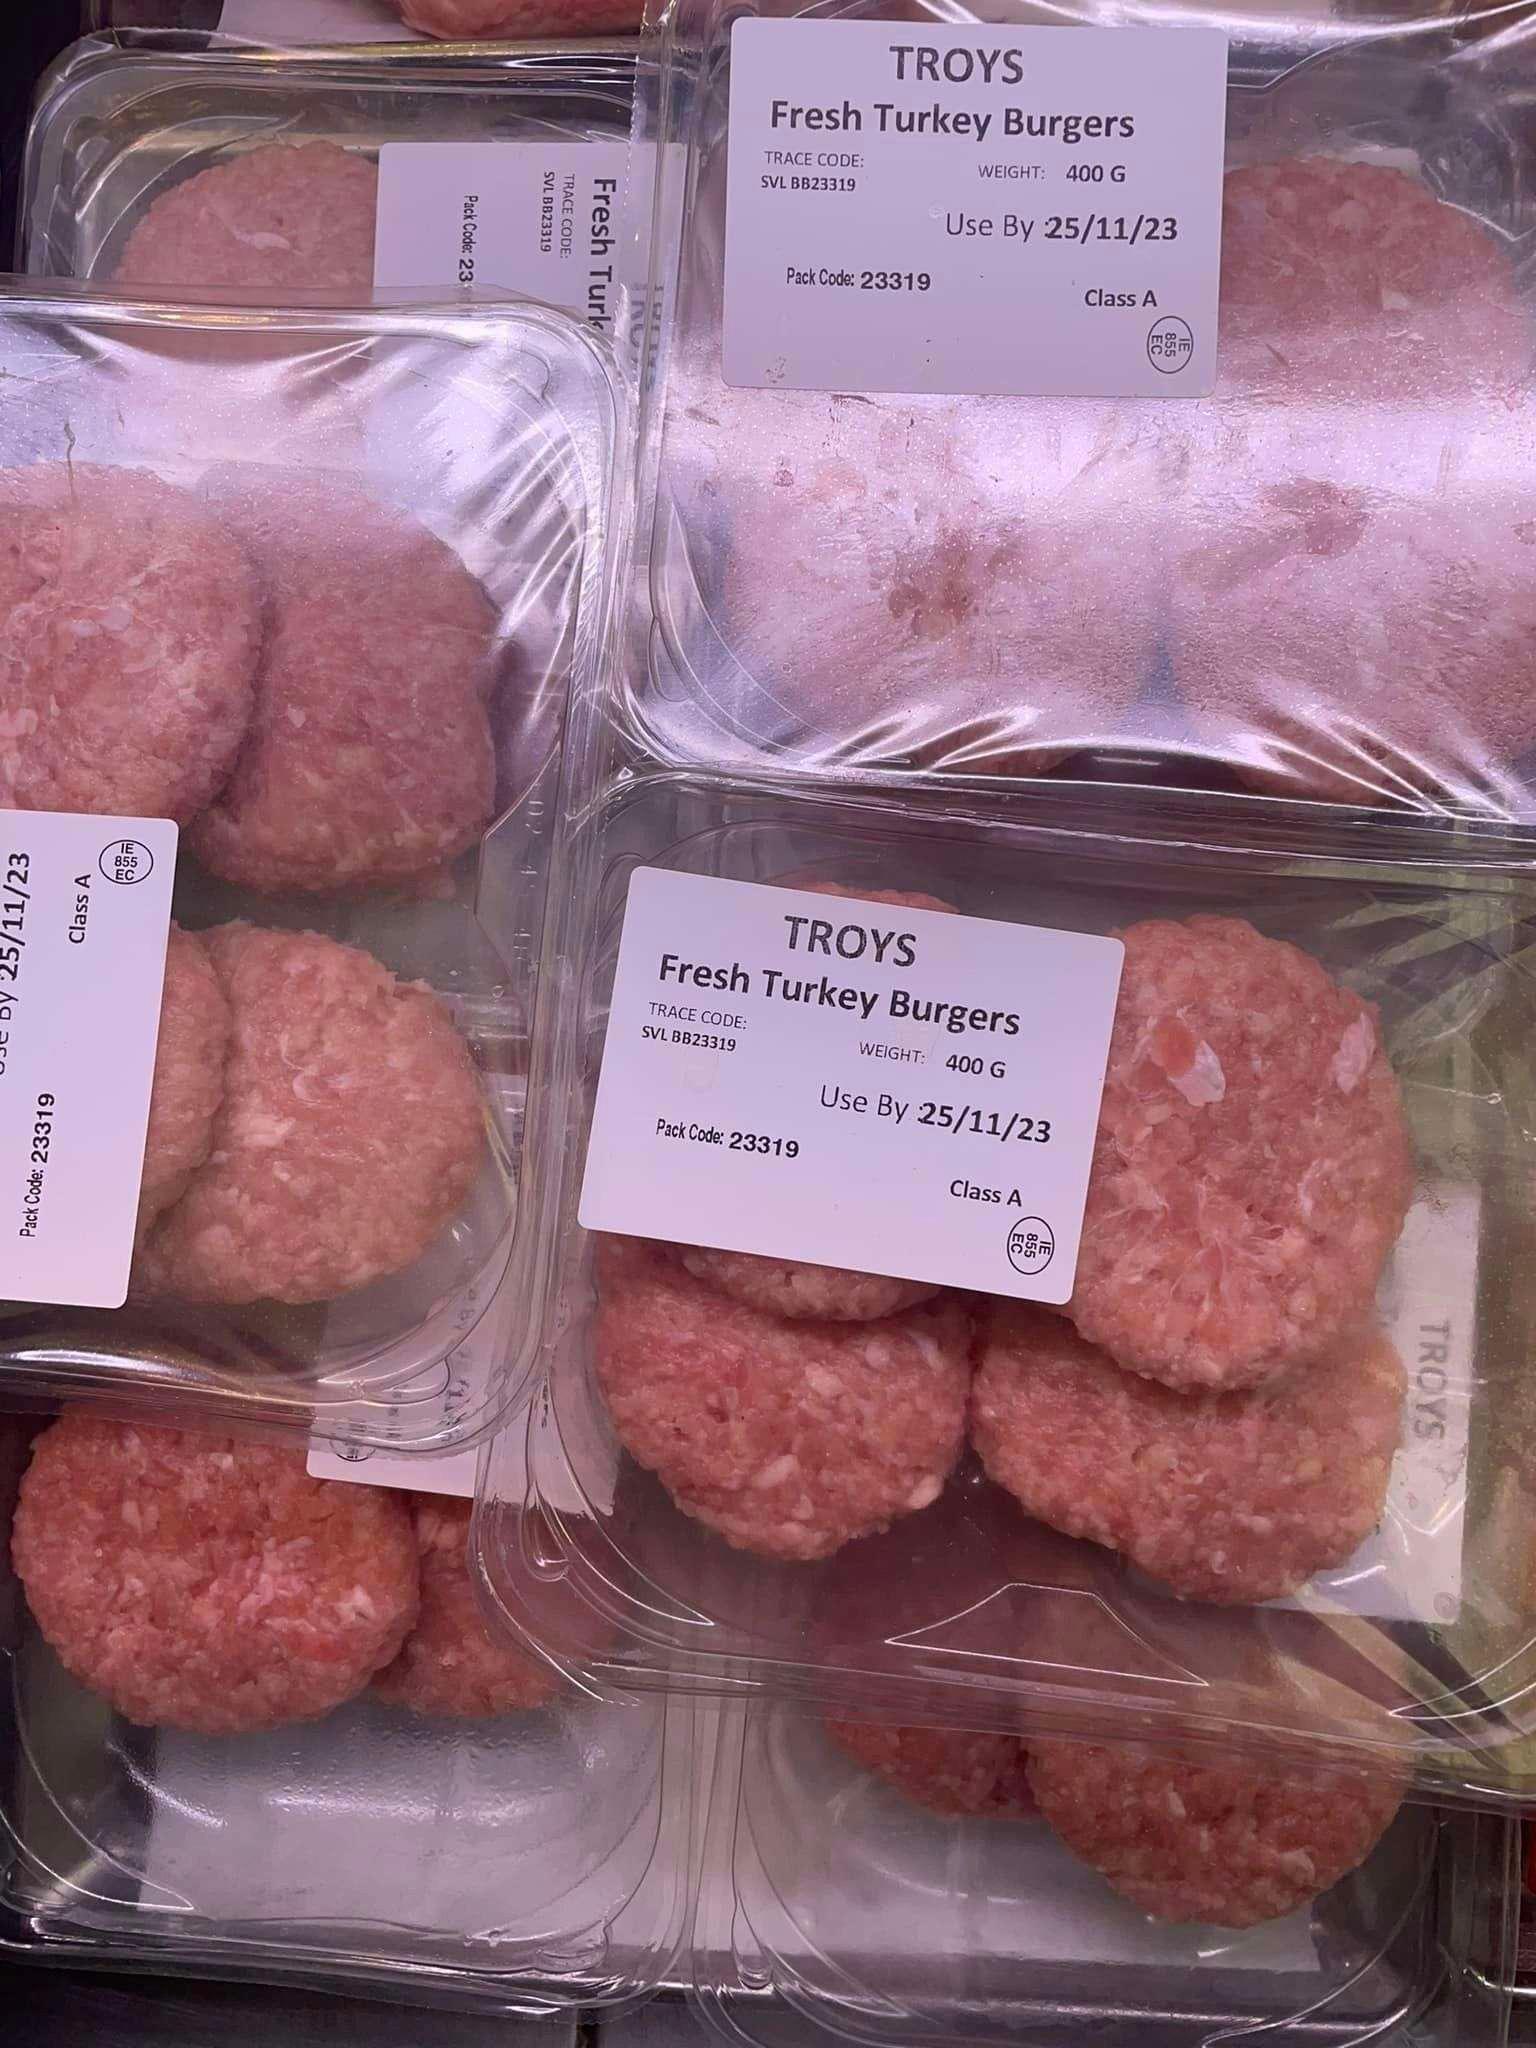 TROYS
Fresh Turkey Burgers
TRACE CODE:
SVL BB23319
WEIGHT: 400 G
Use By :25/11/23
Pack Code: 23319
Class A
IE
855
EC
Fresh Turk
TRACE CODE:
SVL BB23319
Pack Code: 23
Use By 25/11/23
Class A
IE
855
EC
Pack Code: 23319
TROYS
Fresh Turkey Burgers
TRACE CODE:
SVL BB23319
WEIGHT: 400 G
Use By :25/11/23
Pack Code: 23319
Class A
IE
855
EC
TROYS